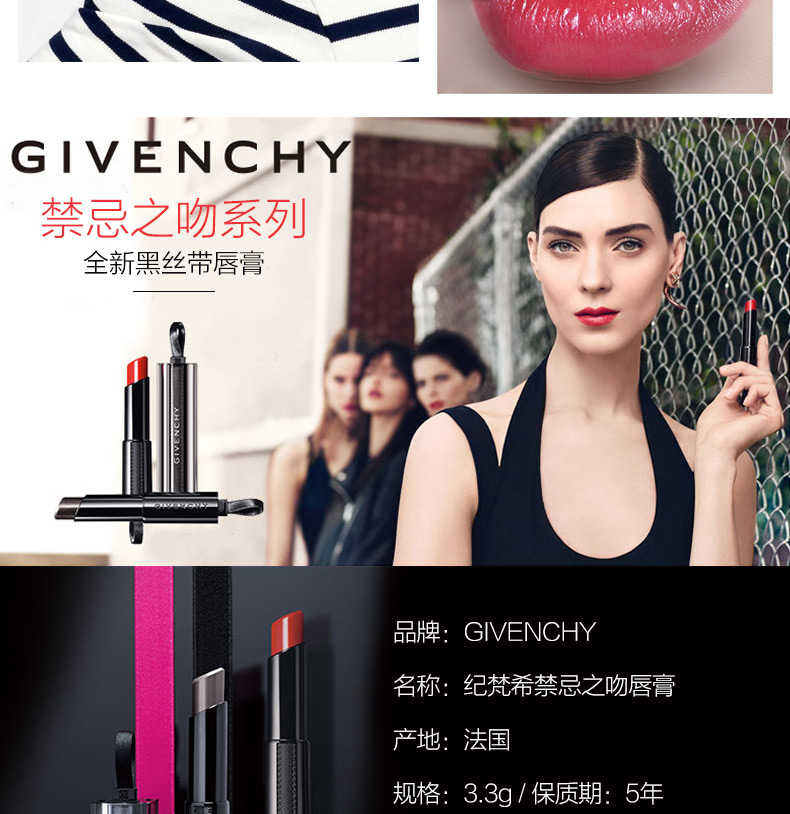 GIVENCHY
禁忌之吻系列
全新黑丝带唇膏
GIVENCHY
GIVENCHY
品牌：GIVENCHY
名称：纪梵希禁忌之吻唇膏
产地：法国
规格：3.3g / 保质期：5年